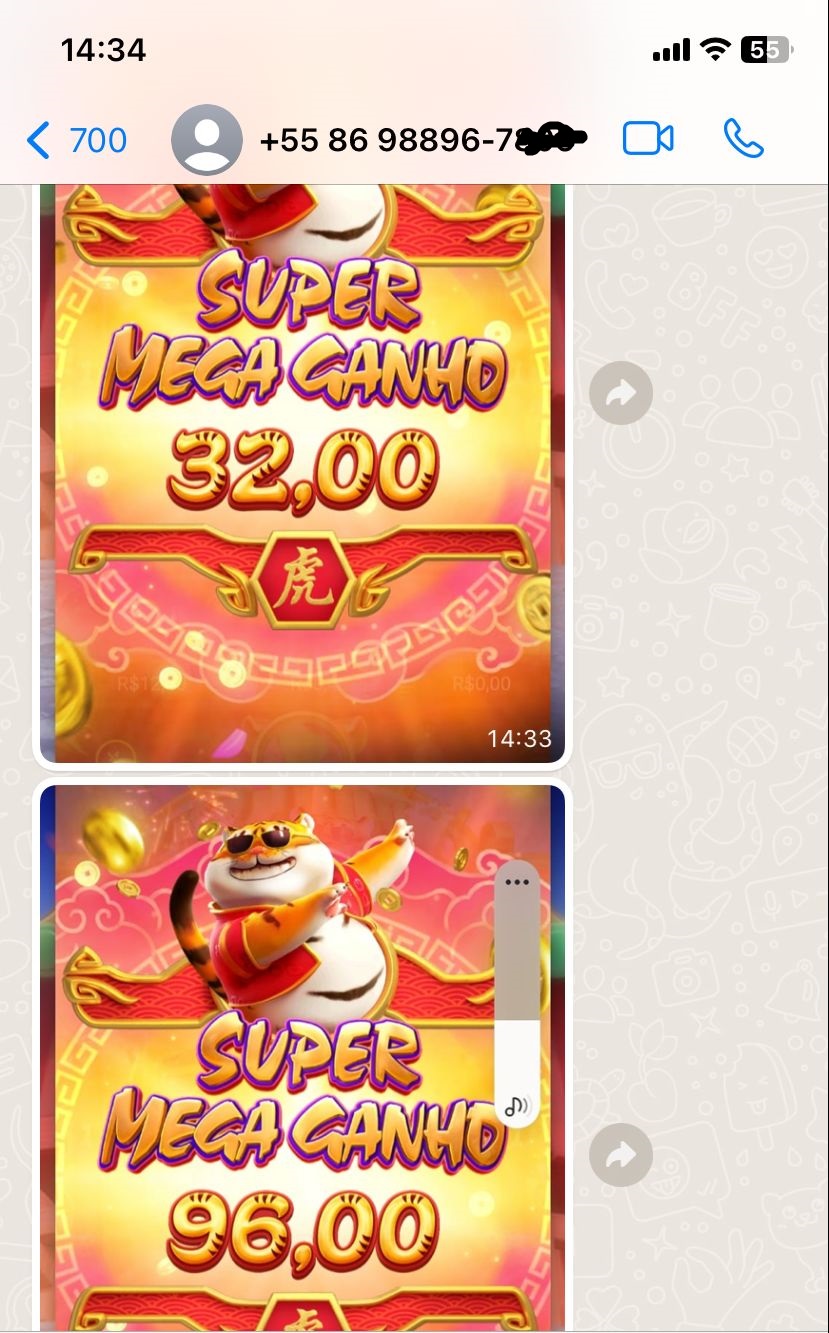 14:34
55
700
+55 86 98896-7
SUPER
MEGA GANHO
32,00
虎
R$0,00
14:33
SUPER
MEGA GANHO
96,00